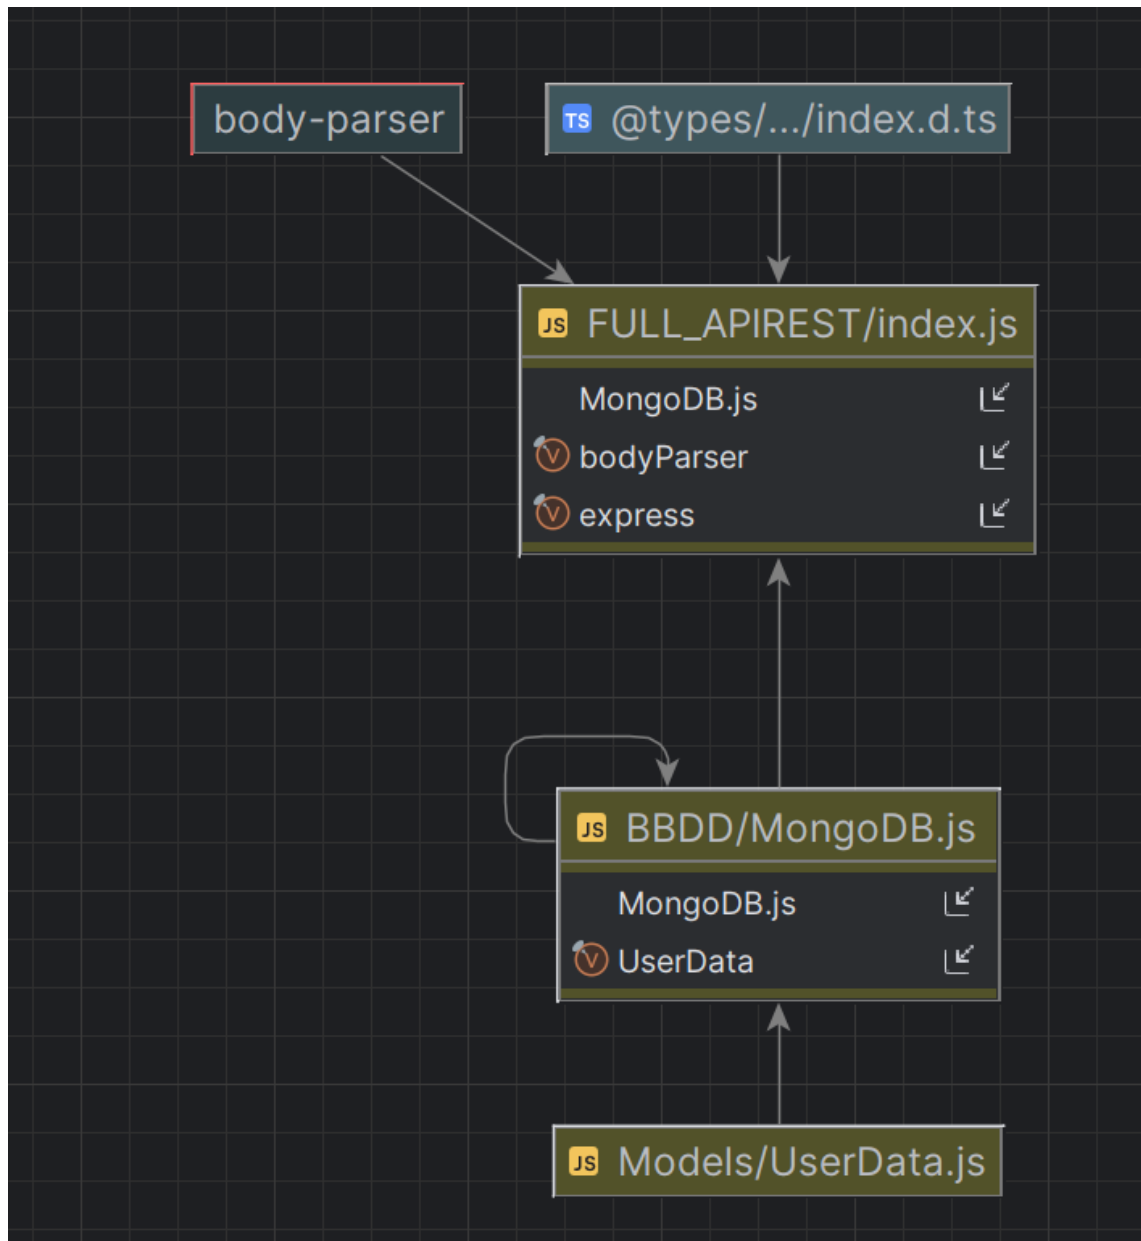 body-parser
TS @types/.../index.d.ts
JS FULL_APIREST/index.js
MongoDB.js
V bodyParser
V express
JS BBDD/MongoDB.js
MongoDB.js
V UserData
JS Models/UserData.js